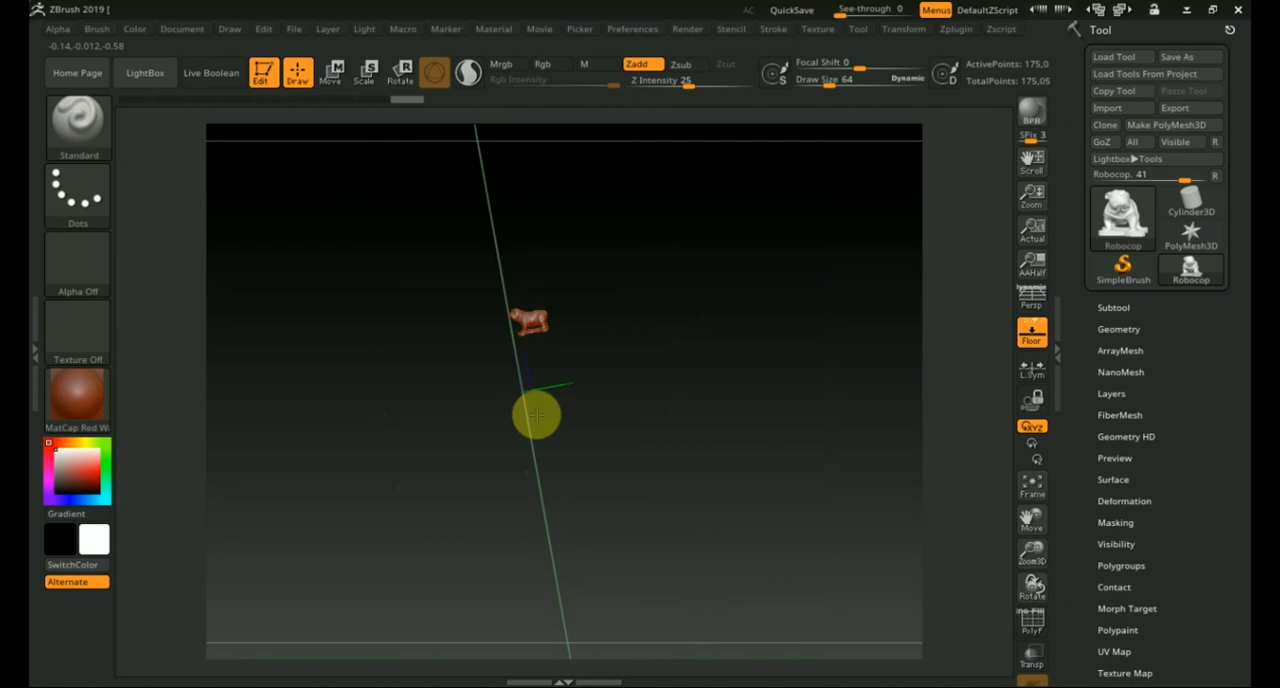 ZBrush 2019 [
AC QuickSave See-through 0 Menus DefaultZScript
Alpha Brush Color Document Draw Edit File Layer Light Macro Marker Material Movie Picker Preferences Render Stencil Stroke Texture Tool Transform Zplugin Zscript
-0.14,-0.012,-0.58
Home Page LightBox Live Boolean Edit Draw Move Scale Rotate
Mrgb Rgb M Zadd Zsub Zcut
Rgb Intensity Z Intensity 25
Focal Shift 0
Draw Size 64 Dynamic
ActivePoints: 175,0
TotalPoints: 175,05
Standard
Dots
Alpha Off
Texture Off
MatCap Red W
Gradient
SwitchColor
Alternate
BPR
SPix 3
Scroll
Zoom
Actual
AAHalf
Dynamic
Persp
Floor
L.Sym
XYZ
Frame
Move
Zoom3D
Rotate
Line Fill
PolyF
Transp
Tool
Load Tool Save As
Load Tools From Project
Copy Tool Paste Tool
Import Export
Clone Make PolyMesh3D
GoZ All Visible R
Lightbox▶Tools
Robocop. 41 R
Robocop Cylinder3D
PolyMesh3D
SimpleBrush Robocop
Subtool
Geometry
ArrayMesh
NanoMesh
Layers
FiberMesh
Geometry HD
Preview
Surface
Deformation
Masking
Visibility
Polygroups
Contact
Morph Target
Polypaint
UV Map
Texture Map